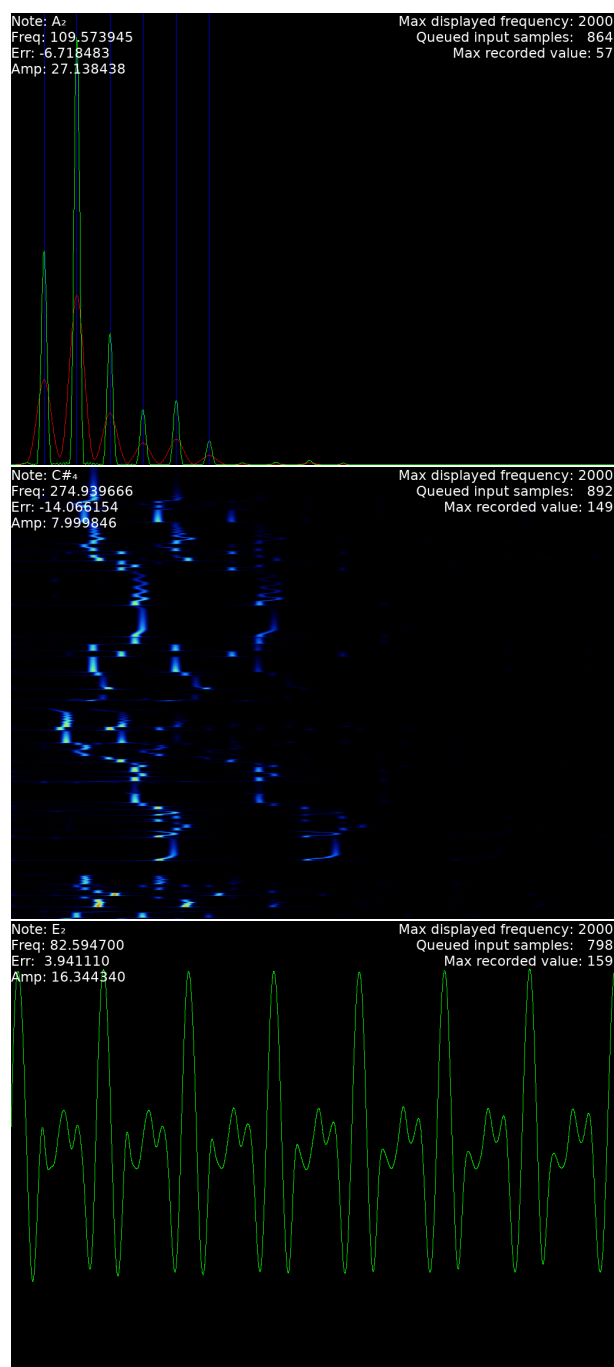 Note: A₂
Max displayed frequency: 2000
Freq: 109.573945
Queued input samples: 864
Err: -6.718483
Max recorded value: 57
Amp: 27.138438
Note: C#₄
Max displayed frequency: 2000
Freq: 274.939666
Queued input samples: 892
Err: -14.066154
Max recorded value: 149
Amp: 7.999846
Note: E₂
Max displayed frequency: 2000
Freq: 82.594700
Queued input samples: 798
Err: 3.941110
Max recorded value: 159
Amp: 16.344340